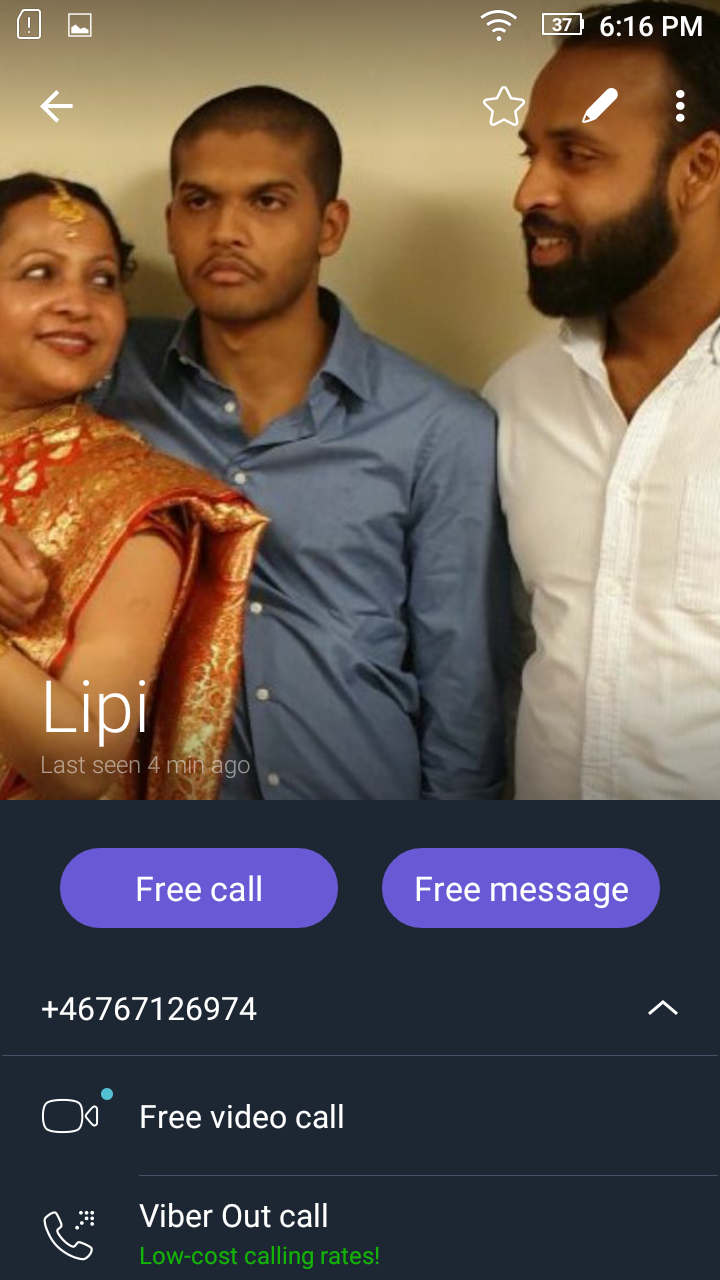 37 6:16 PM
Lipi
Last seen 4 min ago
Free call
Free message
+46767126974
Free video call
Viber Out call
Low-cost calling rates!